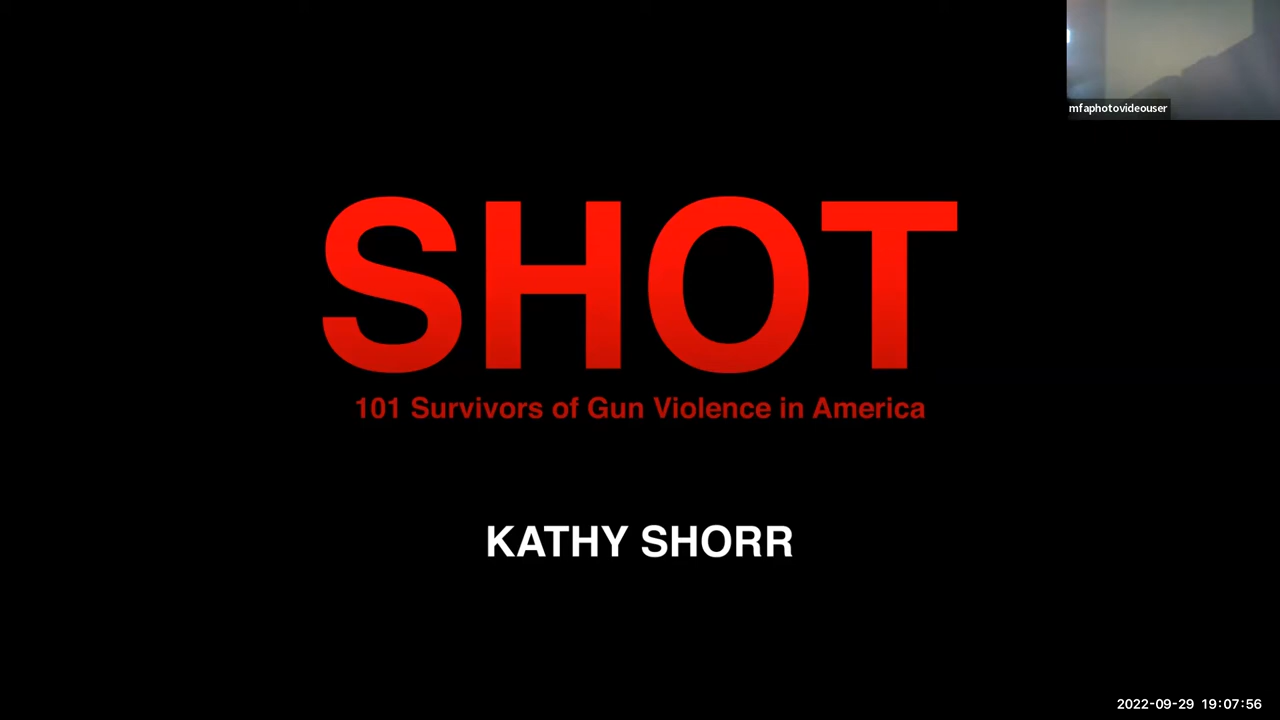 mfaphotovideouser
SHOT
101 Survivors of Gun Violence in America
KATHY SHORR
2022-09-29 19:07:56